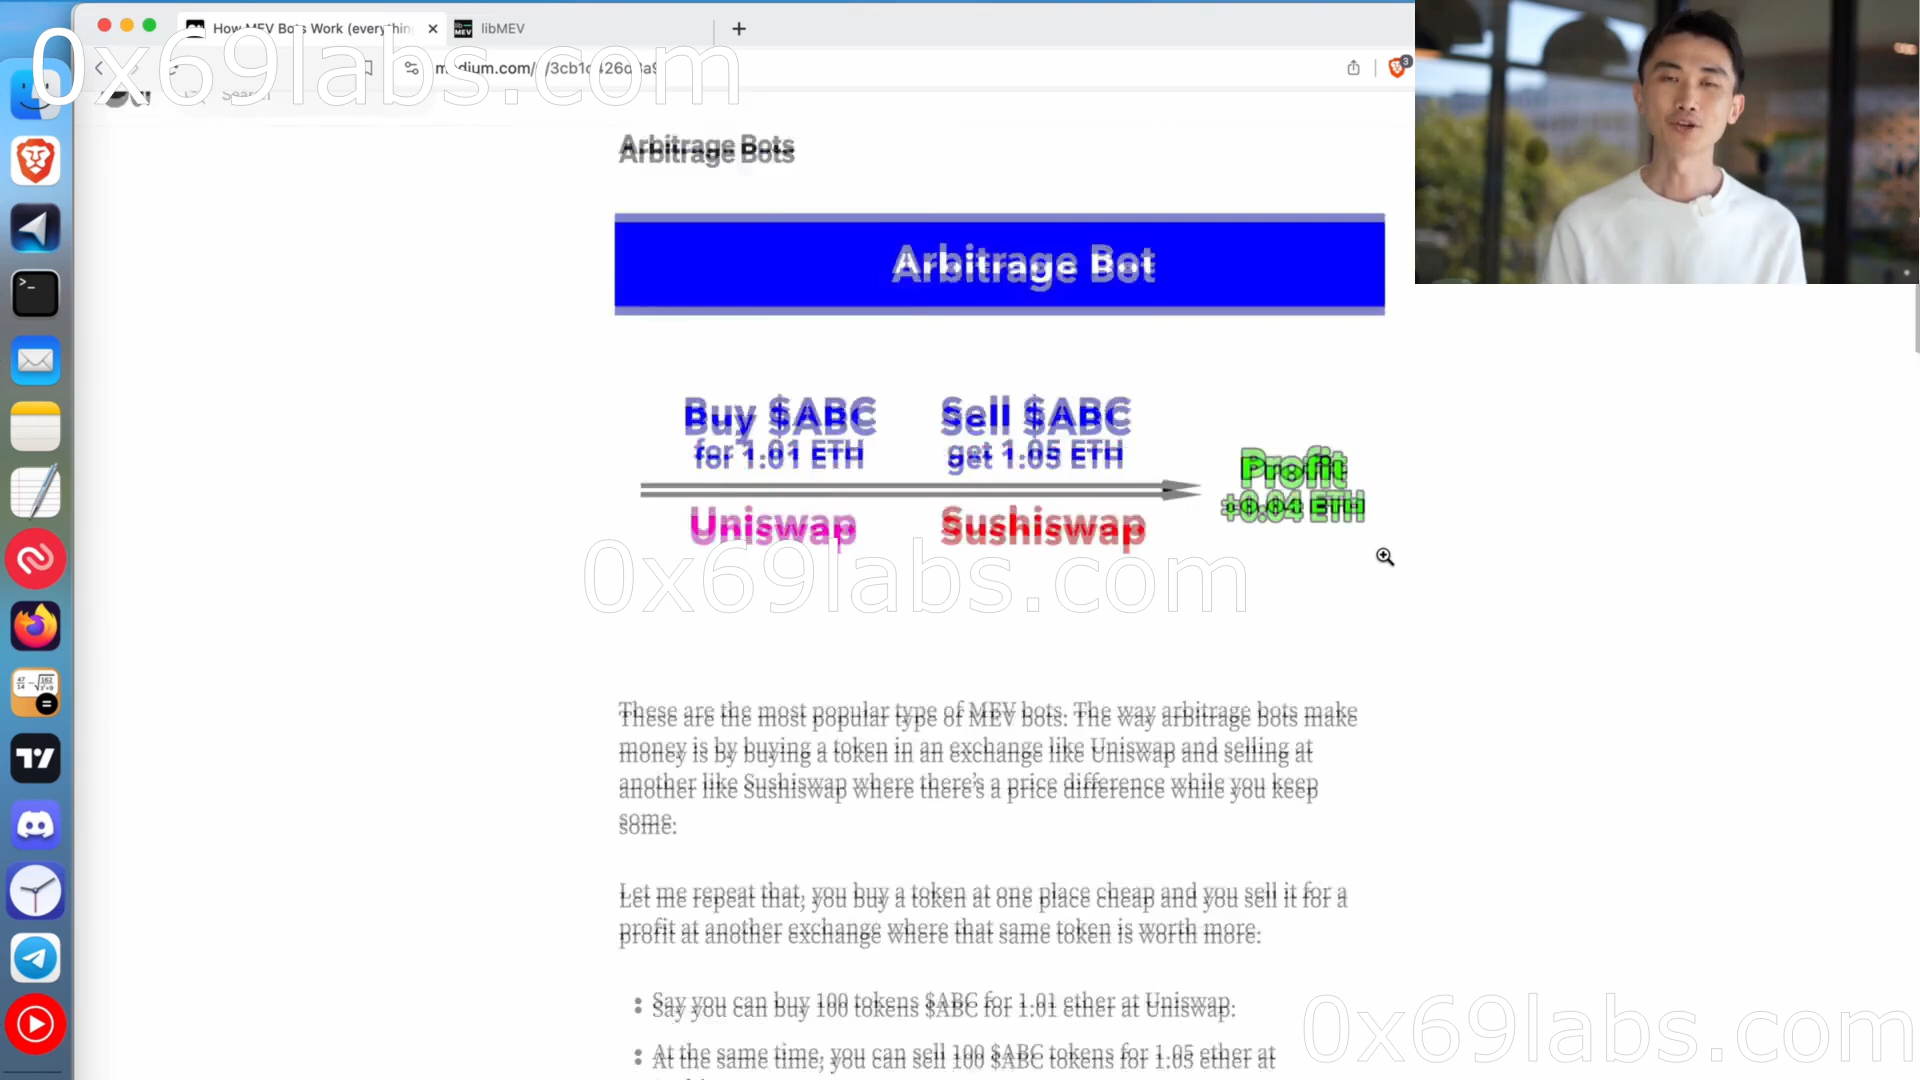 How MEV Bots Work (everything
libMEV
0x69labs.com
3
Search
Arbitrage Bots
Arbitrage Bot
Buy $ABC
for 1.01 ETH
Sell $ABC
get 1.05 ETH
Profit
+0.04 ETH
Uniswap
Sushiswap
0x69labs.com
These are the most popular type of MEV bots. The way arbitrage bots make
money is by buying a token in an exchange like Uniswap and selling at
another like Sushiswap where there's a price difference while you keep
some.
Let me repeat that, you buy a token at one place cheap and you sell it for a
profit at another exchange where that same token is worth more.
• Say you can buy 100 tokens $ABC for 1.01 ether at Uniswap.
• At the same time, you can sell 100 $ABC tokens for 1.05 ether at
0x69labs.com